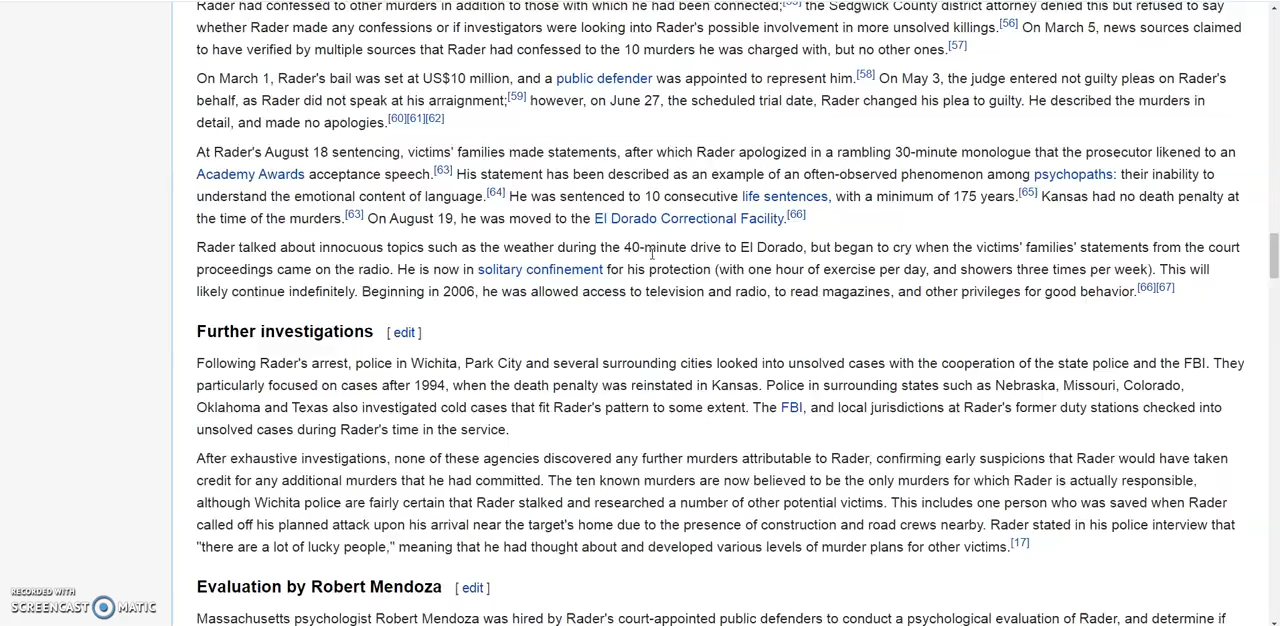 Rader had confessed to other murders in addition to those with which he had been connected;[55] the Sedgwick County district attorney denied this but refused to say
whether Rader made any confessions or if investigators were looking into Rader's possible involvement in more unsolved killings.[56] On March 5, news sources claimed
to have verified by multiple sources that Rader had confessed to the 10 murders he was charged with, but no other ones.[57]
On March 1, Rader's bail was set at US$10 million, and a public defender was appointed to represent him.[58] On May 3, the judge entered not guilty pleas on Rader's
behalf, as Rader did not speak at his arraignment;[59] however, on June 27, the scheduled trial date, Rader changed his plea to guilty. He described the murders in
detail, and made no apologies.[60][61][62]
At Rader's August 18 sentencing, victims' families made statements, after which Rader apologized in a rambling 30-minute monologue that the prosecutor likened to an
Academy Awards acceptance speech.[63] His statement has been described as an example of an often-observed phenomenon among psychopaths: their inability to
understand the emotional content of language.[64] He was sentenced to 10 consecutive life sentences, with a minimum of 175 years.[65] Kansas had no death penalty at
the time of the murders.[63] On August 19, he was moved to the El Dorado Correctional Facility.[66]
Rader talked about innocuous topics such as the weather during the 40-minute drive to El Dorado, but began to cry when the victims' families' statements from the court
proceedings came on the radio. He is now in solitary confinement for his protection (with one hour of exercise per day, and showers three times per week). This will
likely continue indefinitely. Beginning in 2006, he was allowed access to television and radio, to read magazines, and other privileges for good behavior.[66][67]
Further investigations [ edit ]
Following Rader's arrest, police in Wichita, Park City and several surrounding cities looked into unsolved cases with the cooperation of the state police and the FBI. They
particularly focused on cases after 1994, when the death penalty was reinstated in Kansas. Police in surrounding states such as Nebraska, Missouri, Colorado,
Oklahoma and Texas also investigated cold cases that fit Rader's pattern to some extent. The FBI, and local jurisdictions at Rader's former duty stations checked into
unsolved cases during Rader's time in the service.
After exhaustive investigations, none of these agencies discovered any further murders attributable to Rader, confirming early suspicions that Rader would have taken
credit for any additional murders that he had committed. The ten known murders are now believed to be the only murders for which Rader is actually responsible,
although Wichita police are fairly certain that Rader stalked and researched a number of other potential victims. This includes one person who was saved when Rader
called off his planned attack upon his arrival near the target's home due to the presence of construction and road crews nearby. Rader stated in his police interview that
"there are a lot of lucky people," meaning that he had thought about and developed various levels of murder plans for other victims.[17]
Evaluation by Robert Mendoza [ edit ]
Massachusetts psychologist Robert Mendoza was hired by Rader's court-appointed public defenders to conduct a psychological evaluation of Rader, and determine if
RECORDED WITH
SCREENCAST MATIC